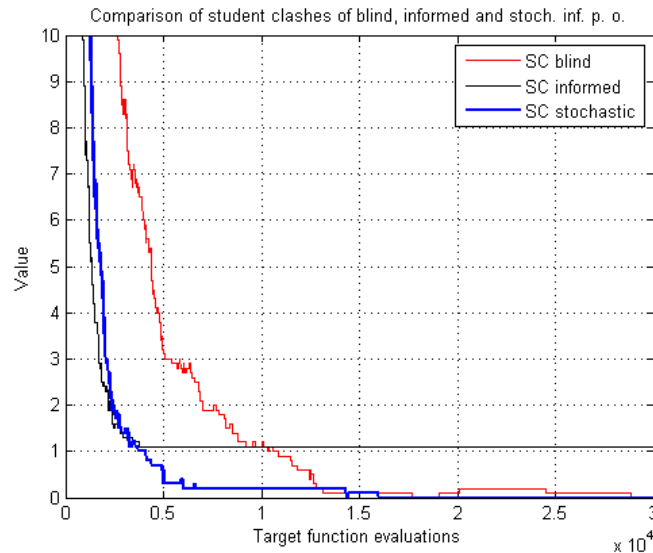 Comparison of student clashes of blind, informed and stoch. inf. p. o.
10
9
8
7
6
5
4
3
2
1
0
Value
SC blind
SC informed
SC stochastic
0 0.5 1 1.5 2 2.5 3
Target function evaluations
x 10^4